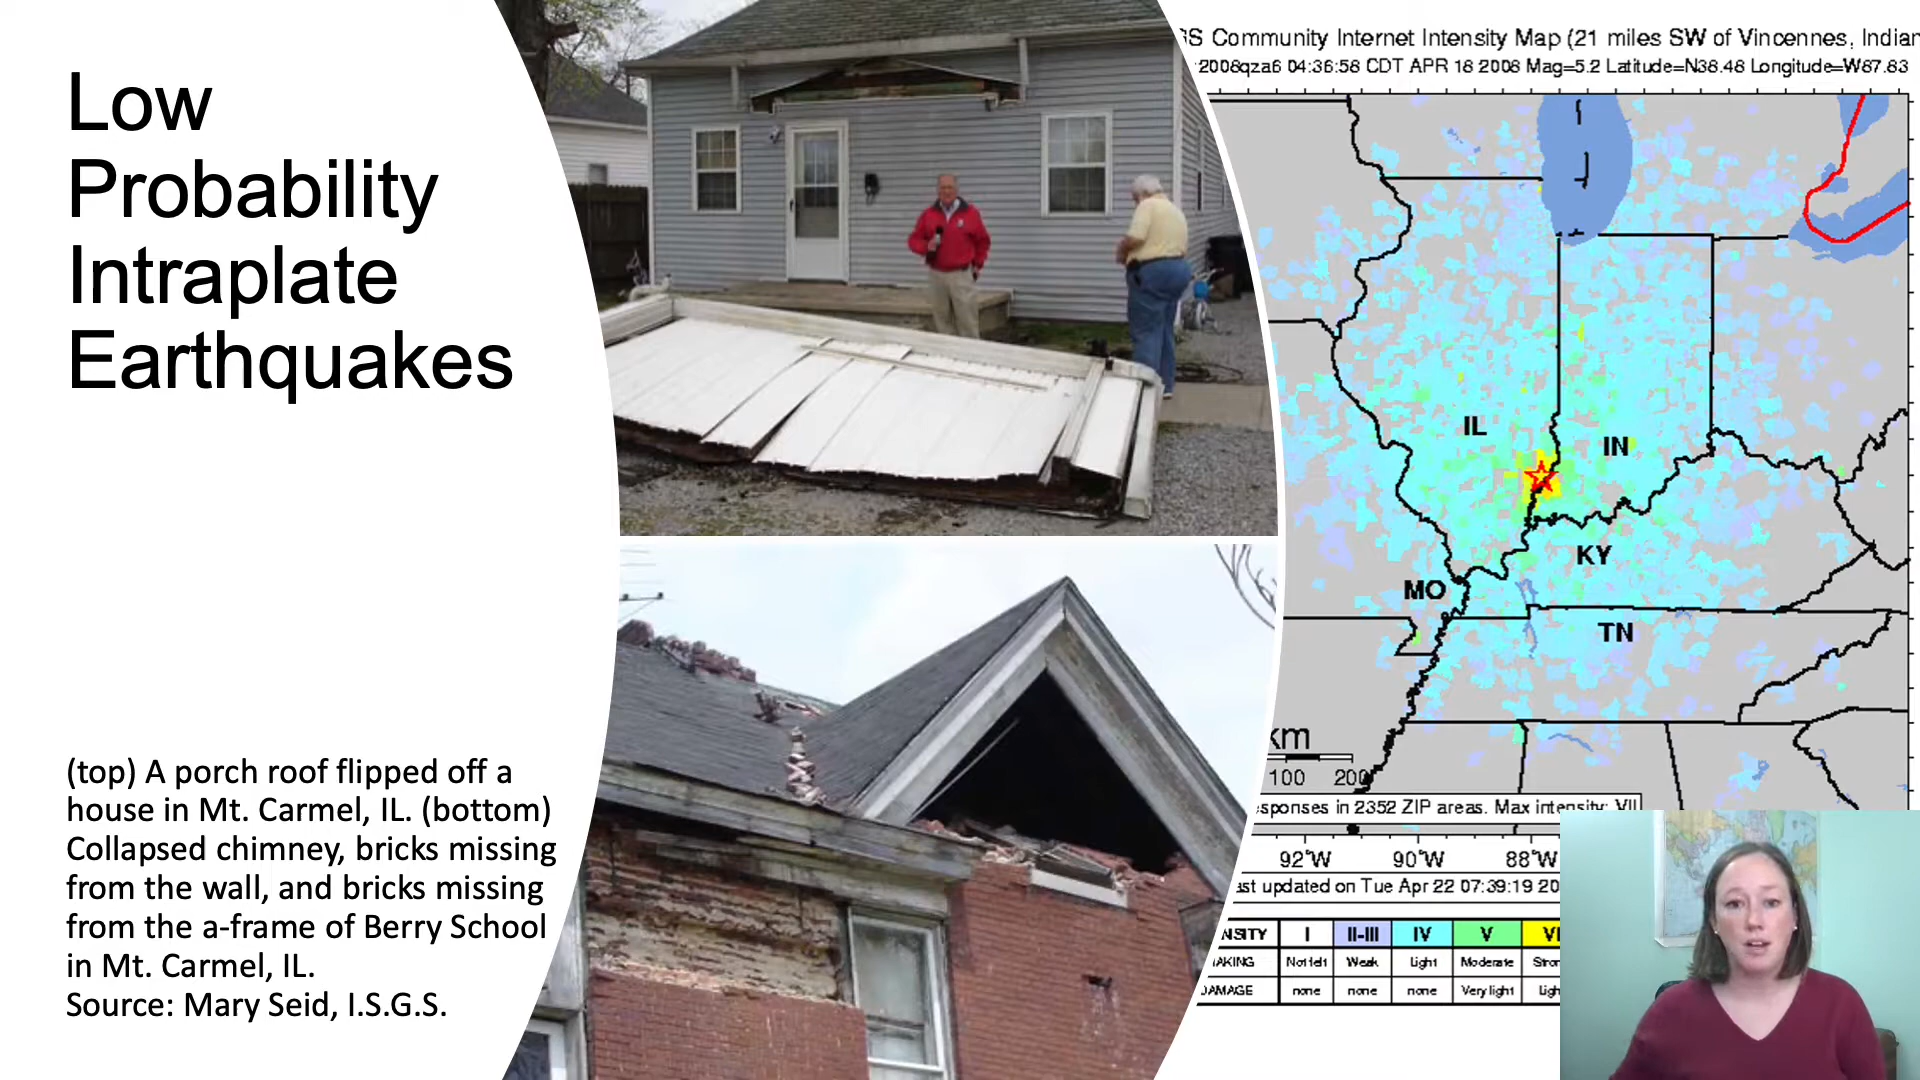 Low
Probability
Intraplate
Earthquakes
(top) A porch roof flipped off a
house in Mt. Carmel, IL. (bottom)
Collapsed chimney, bricks missing
from the wall, and bricks missing
from the a-frame of Berry School
in Mt. Carmel, IL.
Source: Mary Seid, I.S.G.S.
GS Community Internet Intensity Map (21 miles SW of Vincennes, Indian
:2008qza6 04:36:58 CDT APR 18 2008 Mag=5.2 Latitude=N38.48 Longitude=W87.83
IL
IN
KY
MO
TN
km
100 200
esponses in 2352 ZIP areas. Max intensity: VII
92°W 90°W 88°W
ast updated on Tue Apr 22 07:39:19 20
NSITY I II-III IV V VI
AKING Not felt Weak Light Moderate Stron
DAMAGE none none none Very light Ligh